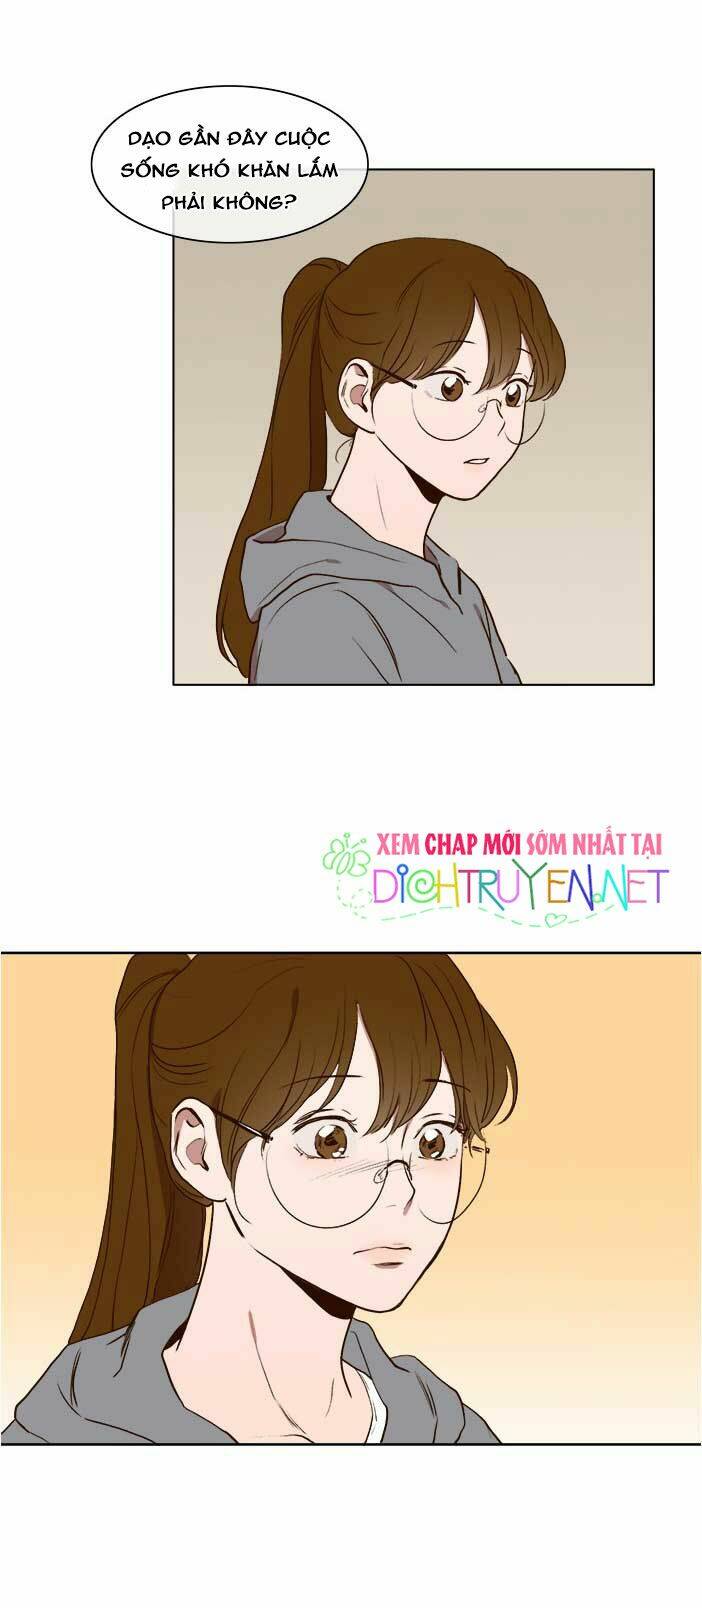 DẠO GẦN ĐÂY CUỘC
SỐNG KHÓ KHĂN LẮM
PHẢI KHÔNG?
XEM CHAP MỚI SỚM NHẤT TẠI
DICHTRUYEN.NET